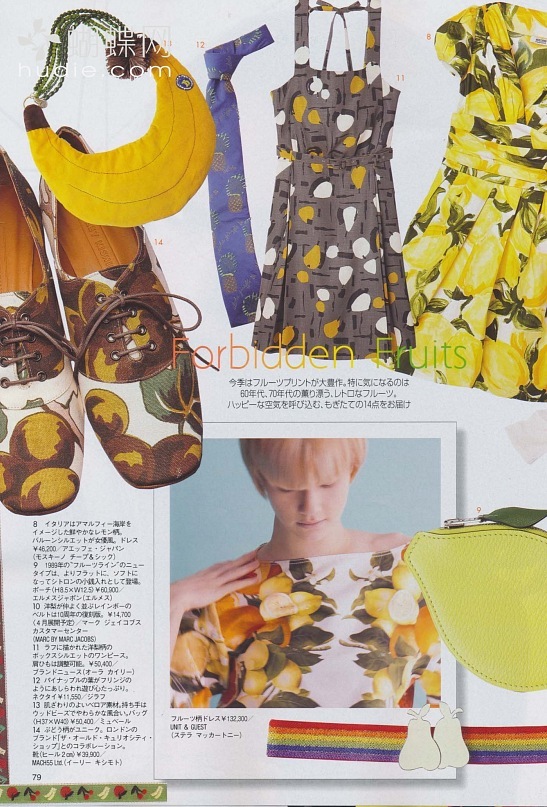 蝴蝶网
hudie.com
12
8
11
14
Forbidden Fruits
今季はフルーツプリントが大豊作。特に気になるのは
60年代、70年代の薫り漂う、レトロなフルーツ。
ハッピーな空気を呼び込む、もぎたての14点をお届け
9
8 イタリアはアマルフィー海岸を
イメージした鮮やかなレモン柄。
バルーンシルエットが女優風。ドレス
￥46,200／アエッフェ・ジャパン
(モスキーノ チープ&シック)
9 1989年の“フルーツライン”のニュー
タイプは、よりフラットに、ソフトに
なってシトロンの小銭入れとして登場。
ポーチ(H8.5×W12.5)￥60,900／
エルメスジャポン(エルメス)
10 洋梨が仲よく並ぶレインボーの
ベルトは10周年の復刻版。￥14,700
(4月展開予定)／マーク ジェイコブス
カスタマーセンター
(MARC BY MARC JACOBS)
11 ラフに描かれた洋梨柄の
ボックスシルエットのワンピース。
肩ひもは調整可能。￥50,400／
ブランドニュース(オーラ カイリー)
12 パイナップルの葉がフリンジの
ようにあしらわれ遊び心たっぷり。
ネクタイ￥11,550／ジラフ
13 肌ざわりのよいベロア素材。持ち手は
ウッドビーズでやわらかな風合い。バッグ
(H37×W40)￥50,400／ミュベール
14 ぶどう柄がユニーク。ロンドンの
ブランド「ザ・オールド・キュリオシティ・
ショップ」とのコラボレーション。
靴(ヒール2㎝)￥39,900／
MACH55 Ltd.(イーリー キシモト)
フルーツ柄ドレス￥132,300／
UNIT & GUEST
(ステラ マッカートニー)
79